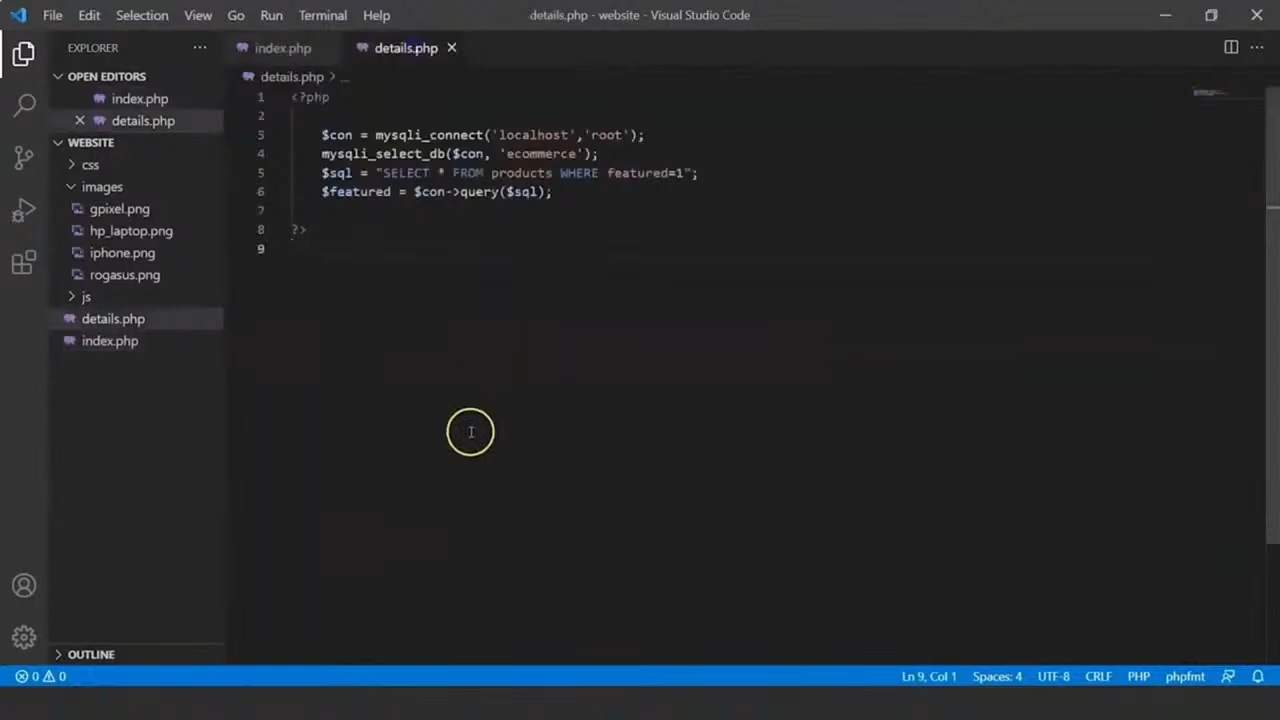 File Edit Selection View Go Run Terminal Help details.php - website - Visual Studio Code
EXPLORER ··· index.php details.php
OPEN EDITORS
index.php
details.php
WEBSITE
css
images
gpixel.png
hp_laptop.png
iphone.png
rogasus.png
js
details.php
index.php
OUTLINE
details.php > ...
1 <?php
2
3 $con = mysqli_connect('localhost','root');
4 mysqli_select_db($con, 'ecommerce');
5 $sql = "SELECT * FROM products WHERE featured=1";
6 $featured = $con->query($sql);
7
8 ?>
9
0 0 Ln 9, Col 1 Spaces: 4 UTF-8 CRLF PHP phpfmt